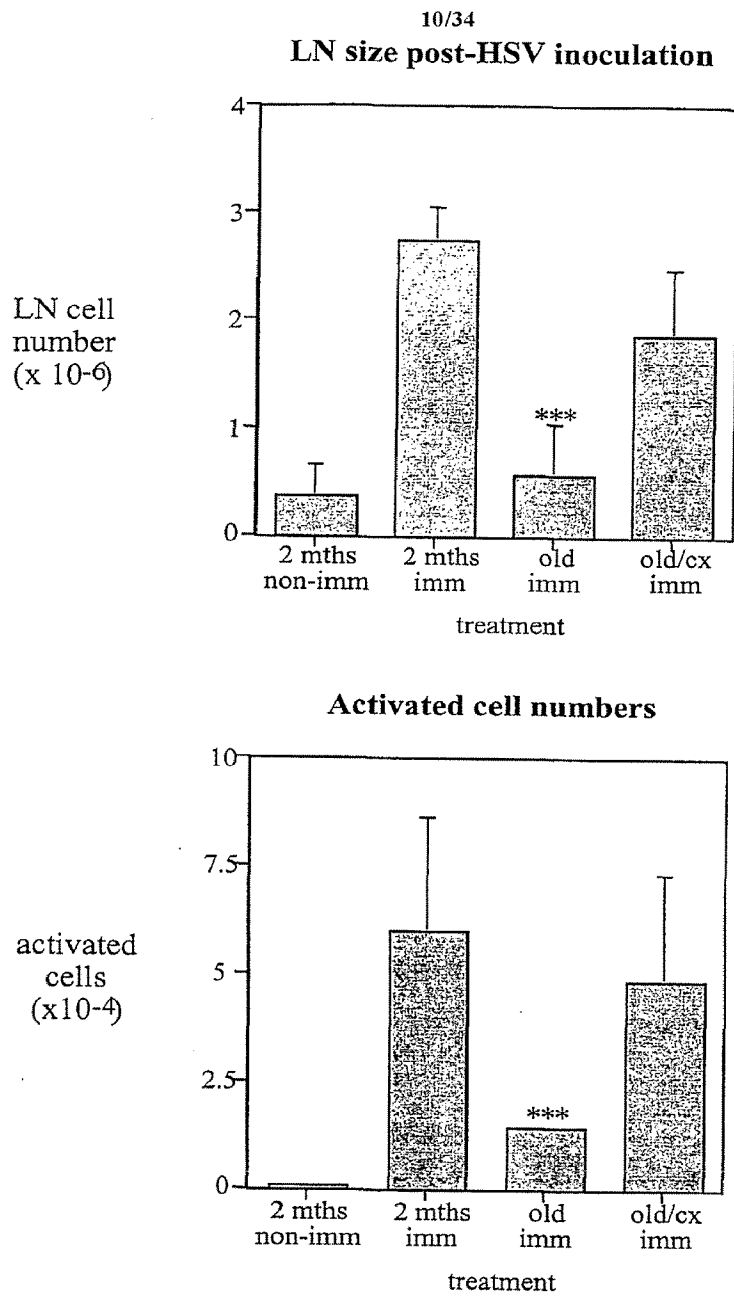 10/34
LN size post-HSV inoculation
4
3
2
1
0
LN cell
number
(x 10-6)
***
2 mths
non-imm
2 mths
imm
old
imm
old/cx
imm
treatment
Activated cell numbers
10
7.5
5
2.5
0
activated
cells
(x10-4)
***
2 mths
non-imm
2 mths
imm
old
imm
old/cx
imm
treatment